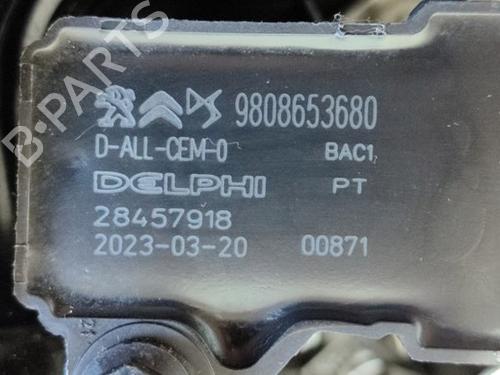 B-PARTS
9808653680
D-ALL-CEM-0 BAC1
DELPHI PT
28457918
2023-03-20 00871